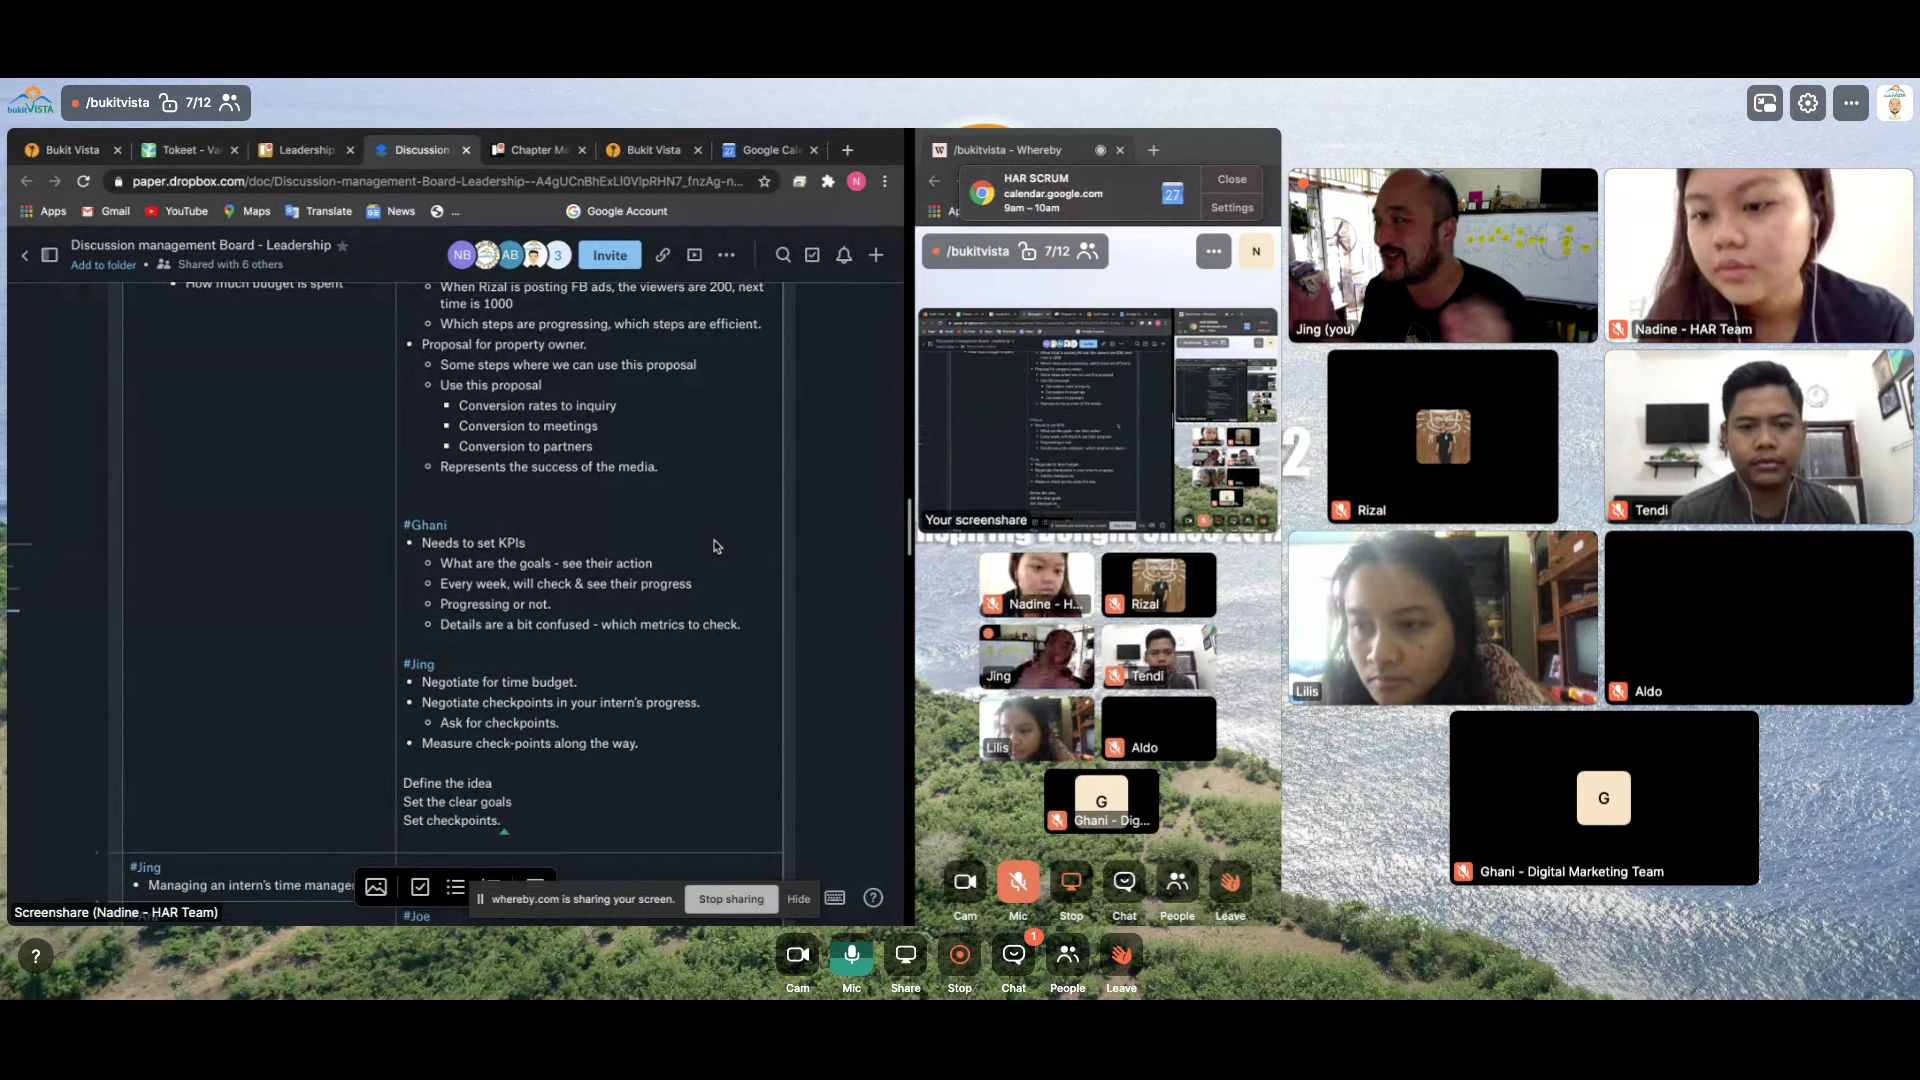 bukitVISTA
/bukitvista 7/12
Bukit Vista
Tokeet - Va
Leadership
Discussion
Chapter Me
Bukit Vista
Google Cal
paper.dropbox.com/doc/Discussion-management-Board-Leadership--A4gUCnBhExLI0VlpRHN7_fnzAg-n...
N
Apps
Gmail
YouTube
Maps
Translate
News
...
Google Account
Discussion management Board - Leadership
Add to folder • Shared with 6 others
NB
AB
3
Invite
How much budget is spent
When Rizal is posting FB ads, the viewers are 200, next
time is 1000
Which steps are progressing, which steps are efficient.
Proposal for property owner.
Some steps where we can use this proposal
Use this proposal
Conversion rates to inquiry
Conversion to meetings
Conversion to partners
Represents the success of the media.
#Ghani
Needs to set KPIs
What are the goals - see their action
Every week, will check & see their progress
Progressing or not.
Details are a bit confused - which metrics to check.
#Jing
Negotiate for time budget.
Negotiate checkpoints in your intern's progress.
Ask for checkpoints.
Measure check-points along the way.
Define the idea
Set the clear goals
Set checkpoints.
#Jing
Managing an intern's time manage
#Joe
whereby.com is sharing your screen.
Stop sharing
Hide
Screenshare (Nadine - HAR Team)
/bukitvista - Whereby
HAR SCRUM
calendar.google.com
9am – 10am
27
Close
Settings
Ap
/bukitvista 7/12
N
Your screenshare
Nadine - H...
Rizal
Jing
Tendi
Lilis
Aldo
G
Ghani - Dig...
Cam
Mic
Stop
Chat
People
Leave
Jing (you)
Nadine - HAR Team
Rizal
Tendi
Lilis
Aldo
G
Ghani - Digital Marketing Team
?
1
Cam
Mic
Share
Stop
Chat
People
Leave